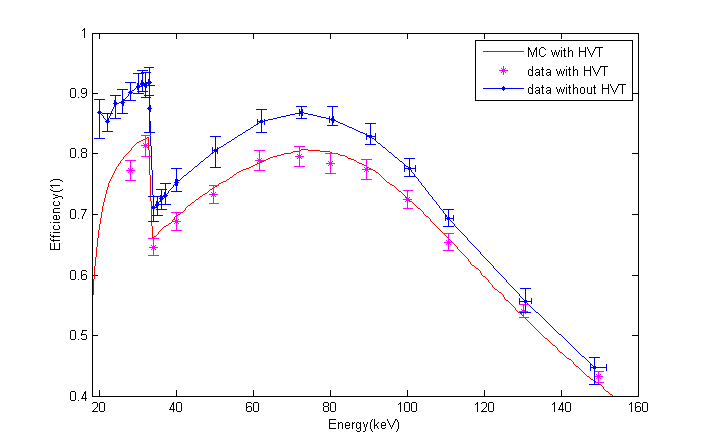 1
0.9
0.8
0.7
0.6
0.5
0.4
Efficiency(1)
MC with HVT
data with HVT
data without HVT
20 40 60 80 100 120 140 160
Energy(keV)